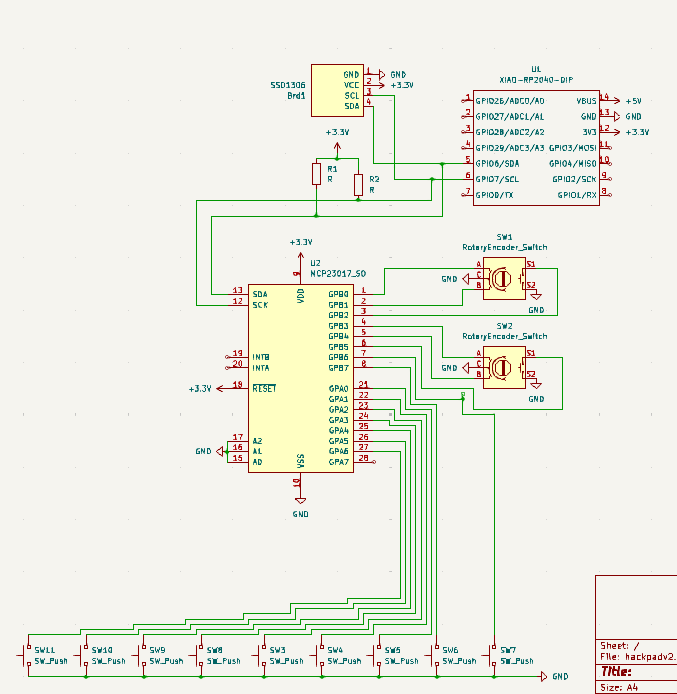 SSD1306
Brd1
GND 1
VCC 2
SCL 3
SDA 4
GND
+3.3V
U1
XIAO-RP2040-DIP
1 GPIO26/ADC0/A0
2 GPIO27/ADC1/A1
3 GPIO28/ADC2/A2
4 GPIO29/ADC3/A3
5 GPIO6/SDA
6 GPIO7/SCL
7 GPIO0/TX
VBUS 14 +5V
GND 13 GND
3V3 12 +3.3V
GPIO3/MOSI 11
GPIO4/MISO 10
GPIO2/SCK 9
GPIO1/RX 8
+3.3V
R1
R
R2
R
+3.3V
U2
MCP23017_SO
9
VDD
13 SDA
12 SCK
19 INTB
20 INTA
+3.3V 18 RESET
GND
17 A2
16 A1
15 A0
VSS
10
GND
GPB0 1
GPB1 2
GPB2 3
GPB3 4
GPB4 5
GPB5 6
GPB6 7
GPB7 8
GPA0 21
GPA1 22
GPA2 23
GPA3 24
GPA4 25
GPA5 26
GPA6 27
GPA7 28
SW1
RotaryEncoder_Switch
A
C
B
S1
S2
GND
GND
SW2
RotaryEncoder_Switch
A
C
B
S1
S2
GND
GND
SW11
SW_Push
SW10
SW_Push
SW9
SW_Push
SW8
SW_Push
SW3
SW_Push
SW4
SW_Push
SW5
SW_Push
SW6
SW_Push
SW7
SW_Push
GND
Sheet: /
File: hackpadv2.
Title:
Size: A4